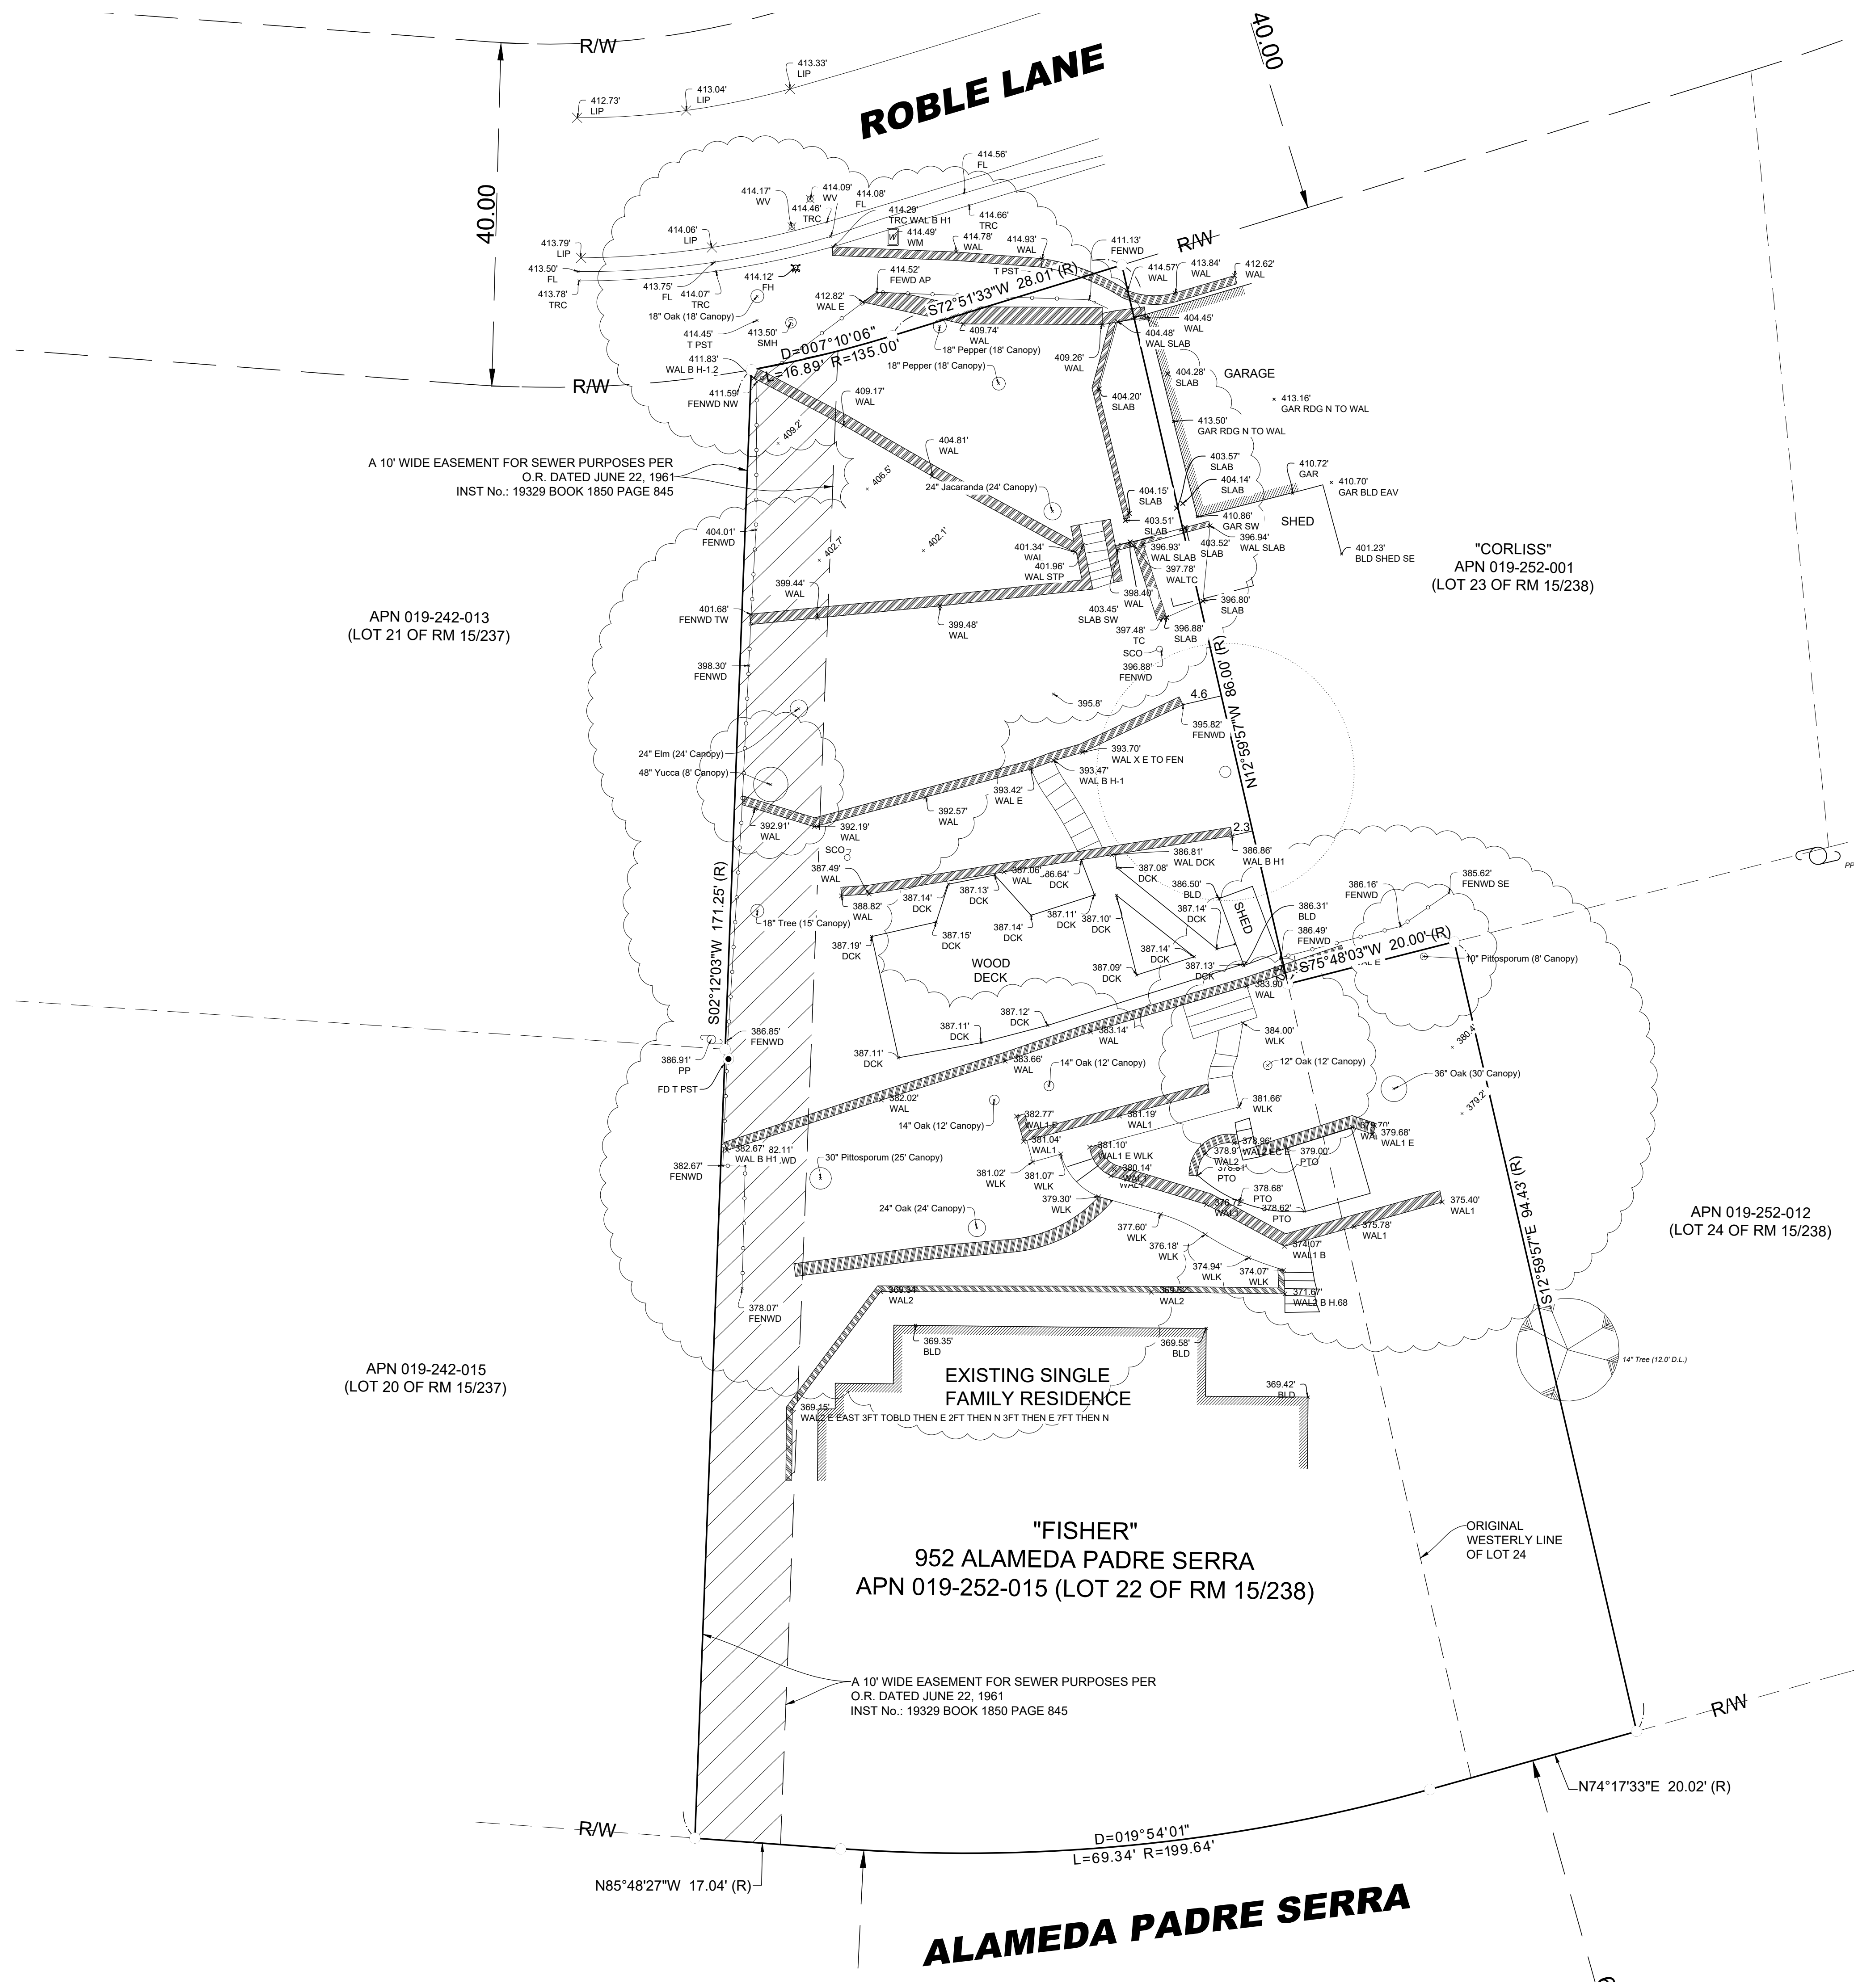 R/W
40.00
413.33'
LIP
413.04'
LIP
412.73'
LIP
ROBLE LANE
40.00
414.56'
FL
414.17'
WV
414.09'
WV
414.08'
FL
414.46'
TRC
414.29'
TRC WAL B H1
414.66'
TRC
W
414.49'
WM
414.78'
WAL
414.93'
WAL
411.13'
FENWD
R/W
40.00
414.06'
LIP
413.79'
LIP
413.50'
FL
413.78'
TRC
413.75'
FL
414.07'
TRC
414.12'
FH
414.52'
FEWD AP
T PST
414.57'
WAL
413.84'
WAL
412.62'
WAL
412.82'
WAL E
18" Oak (18' Canopy)
414.45'
T PST
413.50'
SMH
S72°51'33"W 28.01' (R)
D=007°10'06"
L=16.89' R=135.00'
409.74'
WAL
18" Pepper (18' Canopy)
18" Pepper (18' Canopy)
409.26'
WAL
404.45'
WAL
404.48'
WAL SLAB
411.83'
WAL B H-1.2
R/W
411.59'
FENWD NW
409.17'
WAL
404.20'
SLAB
404.28'
SLAB
GARAGE
413.16'
GAR RDG N TO WAL
413.50'
GAR RDG N TO WAL
409.2'
A 10' WIDE EASEMENT FOR SEWER PURPOSES PER
O.R. DATED JUNE 22, 1961
INST No.: 19329 BOOK 1850 PAGE 845
404.81'
WAL
406.5'
24" Jacaranda (24' Canopy)
403.57'
SLAB
404.14'
SLAB
410.72'
GAR
410.70'
GAR BLD EAV
404.15'
SLAB
403.51'
SLAB
410.86'
GAR SW
SHED
404.01'
FENWD
402.7'
402.1'
401.34'
WAL
401.96'
WAL STP
396.93'
WAL SLAB
403.52'
SLAB
396.94'
WAL SLAB
401.23'
BLD SHED SE
"CORLISS"
APN 019-252-001
(LOT 23 OF RM 15/238)
397.78'
WALTC
399.44'
WAL
398.40'
WAL
403.45'
SLAB SW
396.80'
SLAB
401.68'
FENWD TW
399.48'
WAL
397.48'
TC
396.88'
SLAB
APN 019-242-013
(LOT 21 OF RM 15/237)
SCO
396.88'
FENWD
398.30'
FENWD
N12°59'57"W 86.00' (R)
395.8'
4.6
395.82'
FENWD
24" Elm (24' Canopy)
48" Yucca (8' Canopy)
393.70'
WAL X E TO FEN
393.47'
WAL B H-1
393.42'
WAL E
392.57'
WAL
392.91'
WAL
392.19'
WAL
2.3
SCO
386.81'
WAL DCK
386.86'
WAL B H1
387.49'
WAL
387.06'
WAL
DCK
387.08'
DCK
387.13'
DCK
387.14'
DCK
388.82'
WAL
386.50'
BLD
386.16'
FENWD
385.62'
FENWD SE
PP
S02°12'03"W 171.25' (R)
18" Tree (15' Canopy)
387.15'
DCK
387.14'
DCK
387.11'
DCK
387.10'
DCK
387.14'
DCK
SHED
386.31'
BLD
386.49'
FENWD
387.19'
DCK
387.14'
DCK
387.13'
DCK
387.09'
DCK
WOOD
DECK
S75°48'03"W 20.00' (R)
10" Pittosporum (8' Canopy)
383.90'
WAL
387.12'
DCK
387.11'
DCK
387.11'
DCK
386.85'
FENWD
386.91'
PP
FD T PST
383.14'
WAL
384.00'
WLK
380.4'
383.66'
WAL
14" Oak (12' Canopy)
12" Oak (12' Canopy)
36" Oak (30' Canopy)
382.02'
WAL
14" Oak (12' Canopy)
382.77'
WAL1 E
381.19'
WAL1
381.66'
WLK
379.2'
381.04'
WAL1
381.10'
WAL1 E WLK
378.96'
WAL2 EC E
379.00'
PTO
379.68'
WAL1 E
382.67'
WAL B H1
382.67'
FENWD
30" Pittosporum (25' Canopy)
381.02'
WLK
381.07'
WLK
380.14'
WAL1
WAL2
PTO
378.68'
PTO
378.62'
PTO
379.30'
WLK
24" Oak (24' Canopy)
376.72'
WAL1
375.40'
WAL1
375.78'
WAL1
377.60'
WLK
376.18'
WLK
374.07'
WAL1 B
374.94'
WLK
374.07'
WLK
APN 019-252-012
(LOT 24 OF RM 15/238)
S12°59'57"E 94.43' (R)
369.34'
WAL2
369.62'
WAL2
371.67'
WAL2 B H.68
378.07'
FENWD
369.35'
BLD
369.58'
BLD
14" Tree (12.0' D.L.)
EXISTING SINGLE
FAMILY RESIDENCE
369.42'
BLD
APN 019-242-015
(LOT 20 OF RM 15/237)
369.15'
WAL2 E EAST 3FT TOBLD THEN E 2FT THEN N 3FT THEN E 7FT THEN N
"FISHER"
952 ALAMEDA PADRE SERRA
APN 019-252-015 (LOT 22 OF RM 15/238)
ORIGINAL
WESTERLY LINE
OF LOT 24
A 10' WIDE EASEMENT FOR SEWER PURPOSES PER
O.R. DATED JUNE 22, 1961
INST No.: 19329 BOOK 1850 PAGE 845
R/W
N74°17'33"E 20.02' (R)
R/W
D=019°54'01"
L=69.34' R=199.64'
N85°48'27"W 17.04' (R)
ALAMEDA PADRE SERRA